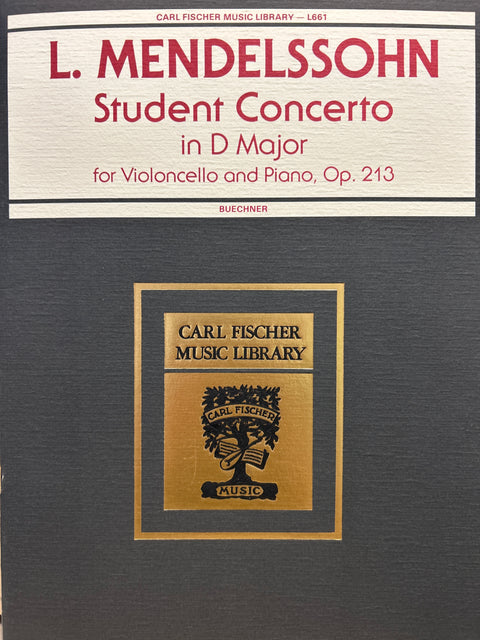 CARL FISCHER MUSIC LIBRARY — L661
L. MENDELSSOHN
Student Concerto
in D Major
for Violoncello and Piano, Op. 213
BUECHNER
CARL FISCHER
MUSIC LIBRARY
CARL FISCHER
MUSIC